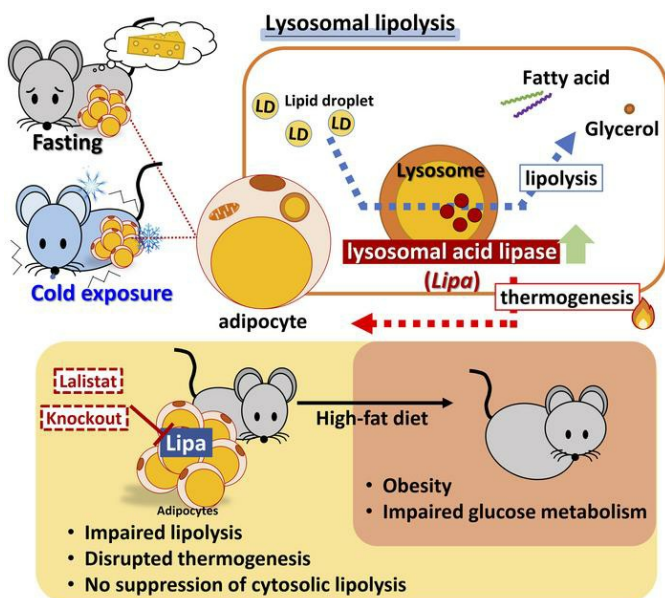 Lysosomal lipolysis
Fasting
Cold exposure
adipocyte
LD
LD
LD
Lipid droplet
Fatty acid
Glycerol
Lysosome
lipolysis
lysosomal acid lipase
(Lipa)
thermogenesis
Lalistat
Knockout
Lipa
Adipocytes
High-fat diet
• Impaired lipolysis
• Disrupted thermogenesis
• No suppression of cytosolic lipolysis
• Obesity
• Impaired glucose metabolism